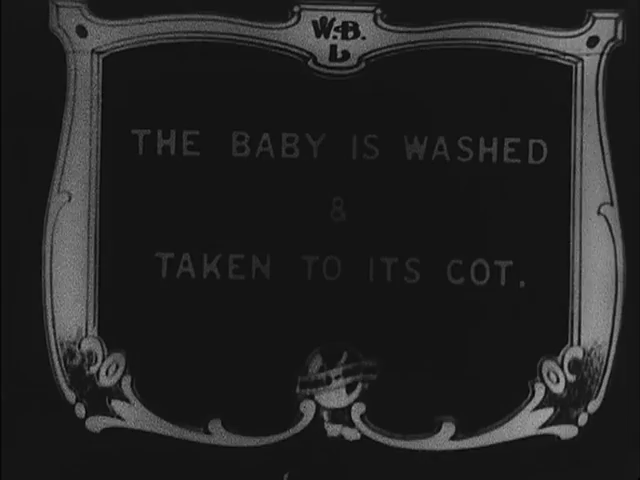 W.B.
L
THE BABY IS WASHED
&
TAKEN TO ITS COT.